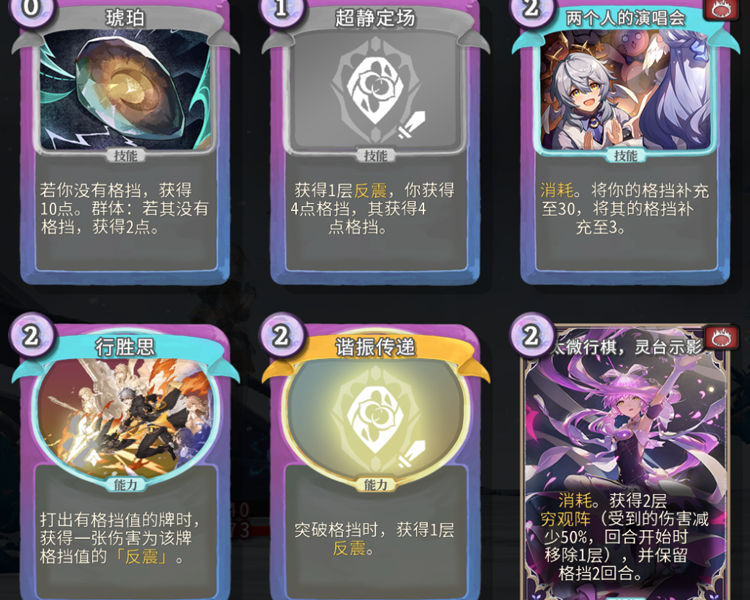 0
琥珀
技能
若你没有格挡，获得
10点。群体：若其没有
格挡，获得2点。
1
超静定场
技能
获得1层反震，你获得
4点格挡，其获得4
点格挡。
2
两个人的演唱会
技能
消耗。将你的格挡补充
至30，将其的格挡补
充至3。
2
行胜思
能力
打出有格挡值的牌时，
获得一张伤害为该牌
格挡值的「反震」。
2
谐振传递
能力
突破格挡时，获得1层
反震。
2
太微行棋，灵台示影
消耗。获得2层
穷观阵（受到的伤害减
少50%，回合开始时
移除1层），并保留
格挡2回合。